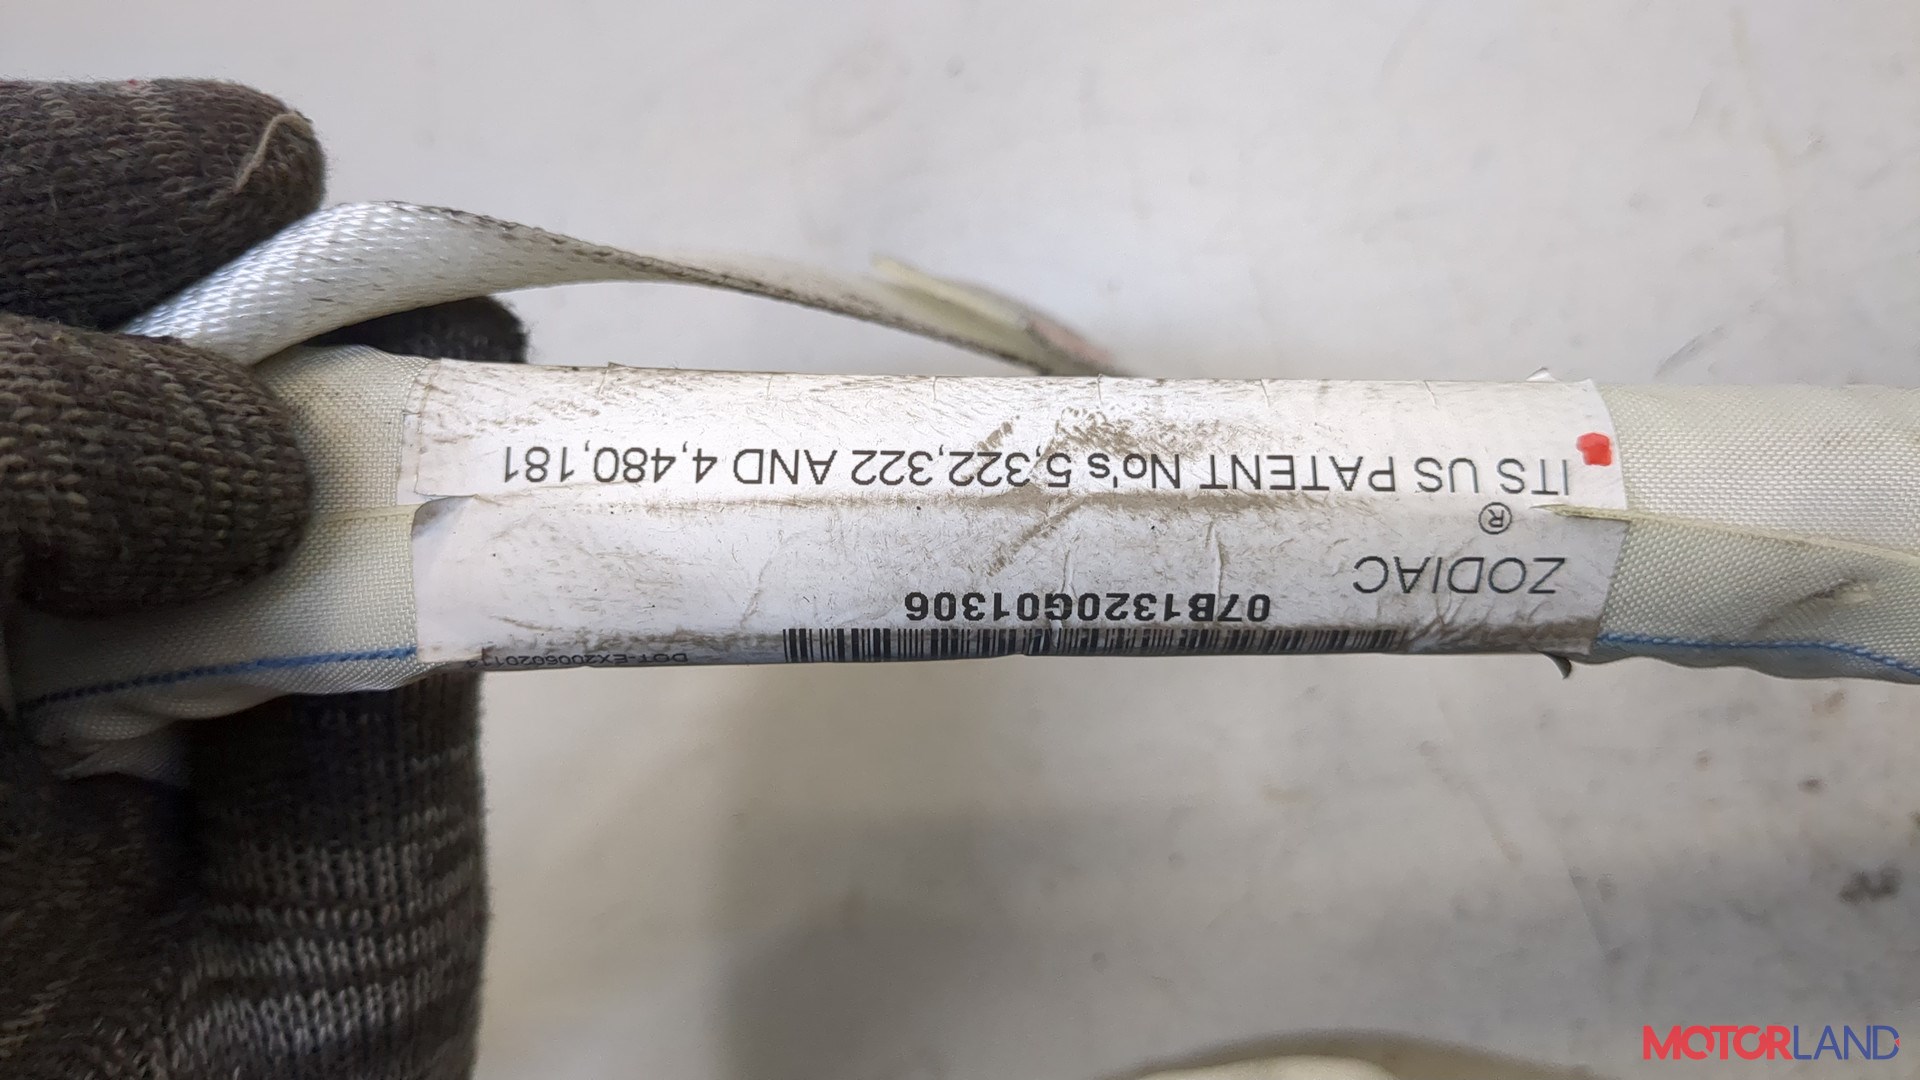 07B1320G01306
ZODIAC
®
ITS US PATENT No's 5,322,322 AND 4,480,181
MOTORLAND